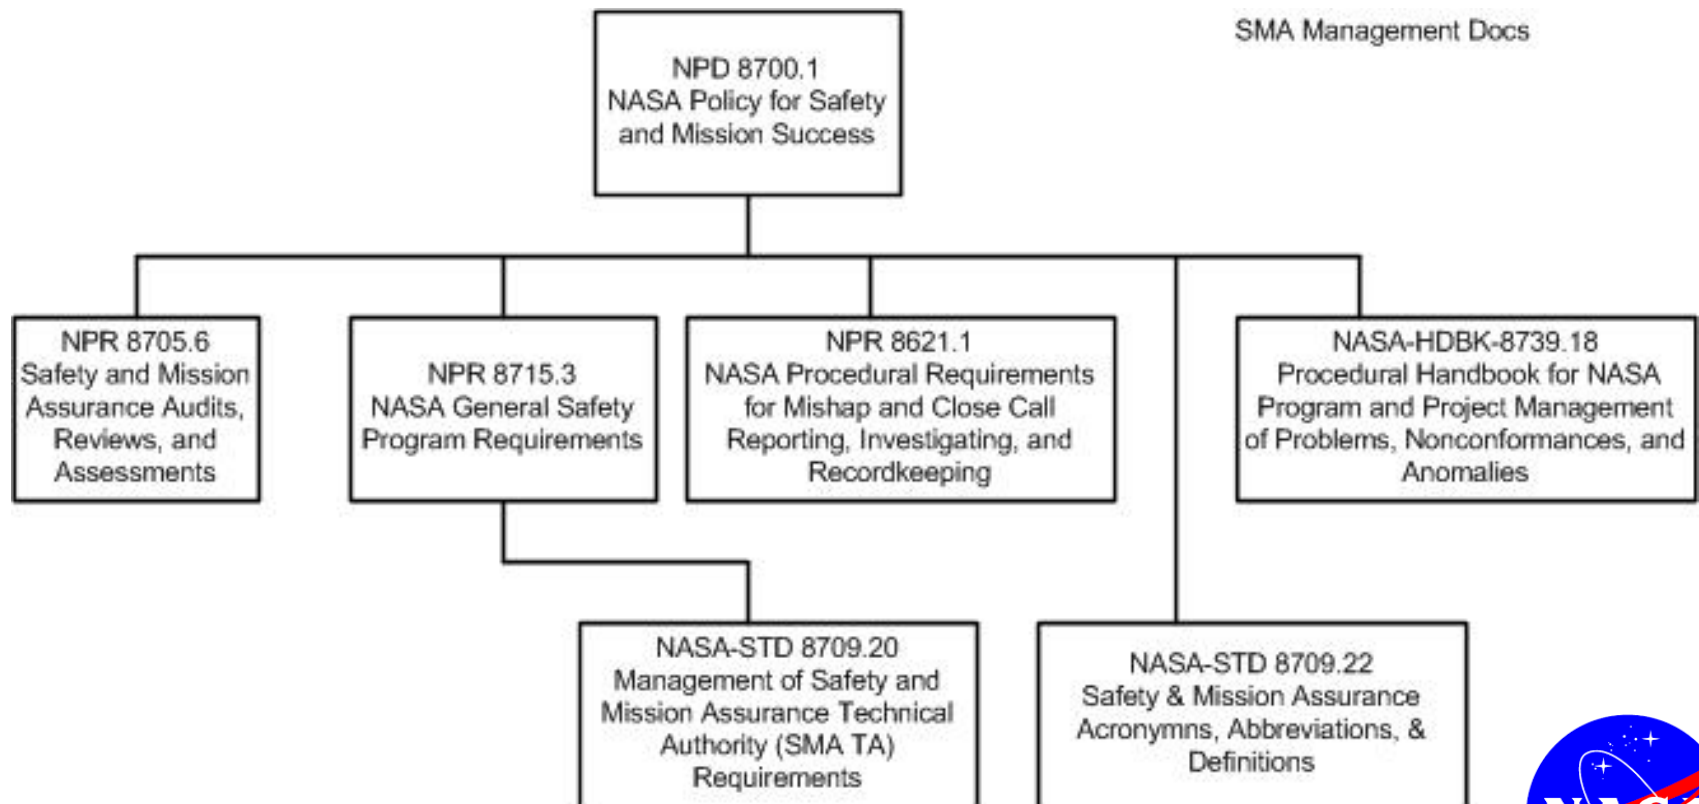 SMA Management Docs
NPD 8700.1
NASA Policy for Safety
and Mission Success
NPR 8705.6
Safety and Mission
Assurance Audits,
Reviews, and
Assessments
NPR 8715.3
NASA General Safety
Program Requirements
NPR 8621.1
NASA Procedural Requirements
for Mishap and Close Call
Reporting, Investigating, and
Recordkeeping
NASA-HDBK-8739.18
Procedural Handbook for NASA
Program and Project Management
of Problems, Nonconformances, and
Anomalies
NASA-STD 8709.20
Management of Safety and
Mission Assurance Technical
Authority (SMA TA)
Requirements
NASA-STD 8709.22
Safety & Mission Assurance
Acronymns, Abbreviations, &
Definitions